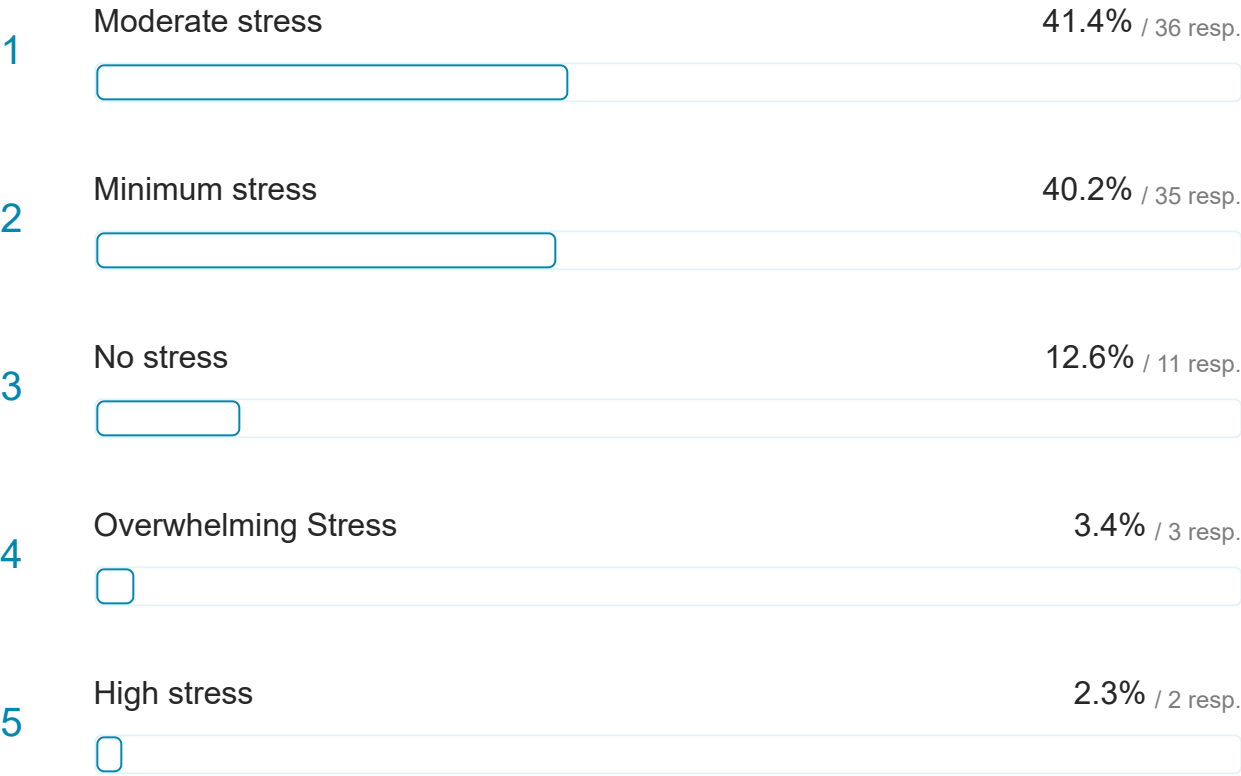 1 Moderate stress 41.4% / 36 resp.
2 Minimum stress 40.2% / 35 resp.
3 No stress 12.6% / 11 resp.
4 Overwhelming Stress 3.4% / 3 resp.
5 High stress 2.3% / 2 resp.